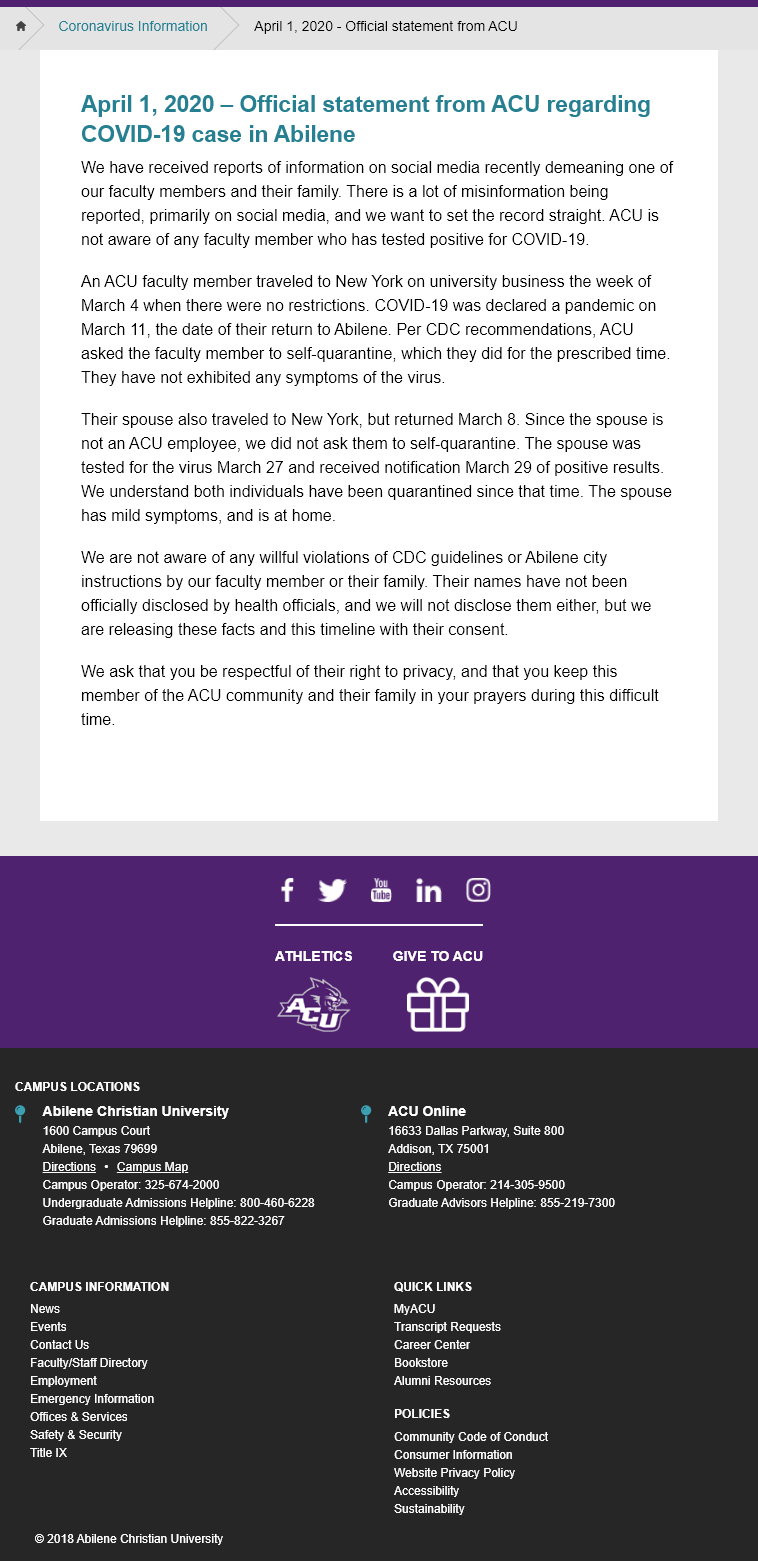 Coronavirus Information
April 1, 2020 - Official statement from ACU
April 1, 2020 – Official statement from ACU regarding
COVID-19 case in Abilene
We have received reports of information on social media recently demeaning one of
our faculty members and their family. There is a lot of misinformation being
reported, primarily on social media, and we want to set the record straight. ACU is
not aware of any faculty member who has tested positive for COVID-19.
An ACU faculty member traveled to New York on university business the week of
March 4 when there were no restrictions. COVID-19 was declared a pandemic on
March 11, the date of their return to Abilene. Per CDC recommendations, ACU
asked the faculty member to self-quarantine, which they did for the prescribed time.
They have not exhibited any symptoms of the virus.
Their spouse also traveled to New York, but returned March 8. Since the spouse is
not an ACU employee, we did not ask them to self-quarantine. The spouse was
tested for the virus March 27 and received notification March 29 of positive results.
We understand both individuals have been quarantined since that time. The spouse
has mild symptoms, and is at home.
We are not aware of any willful violations of CDC guidelines or Abilene city
instructions by our faculty member or their family. Their names have not been
officially disclosed by health officials, and we will not disclose them either, but we
are releasing these facts and this timeline with their consent.
We ask that you be respectful of their right to privacy, and that you keep this
member of the ACU community and their family in your prayers during this difficult
time.
You
Tube
in
ATHLETICS
GIVE TO ACU
ACU
CAMPUS LOCATIONS
Abilene Christian University
1600 Campus Court
Abilene, Texas 79699
Directions • Campus Map
Campus Operator: 325-674-2000
Undergraduate Admissions Helpline: 800-460-6228
Graduate Admissions Helpline: 855-822-3267
ACU Online
16633 Dallas Parkway, Suite 800
Addison, TX 75001
Directions
Campus Operator: 214-305-9500
Graduate Advisors Helpline: 855-219-7300
CAMPUS INFORMATION
News
Events
Contact Us
Faculty/Staff Directory
Employment
Emergency Information
Offices & Services
Safety & Security
Title IX
QUICK LINKS
MyACU
Transcript Requests
Career Center
Bookstore
Alumni Resources
POLICIES
Community Code of Conduct
Consumer Information
Website Privacy Policy
Accessibility
Sustainability
© 2018 Abilene Christian University